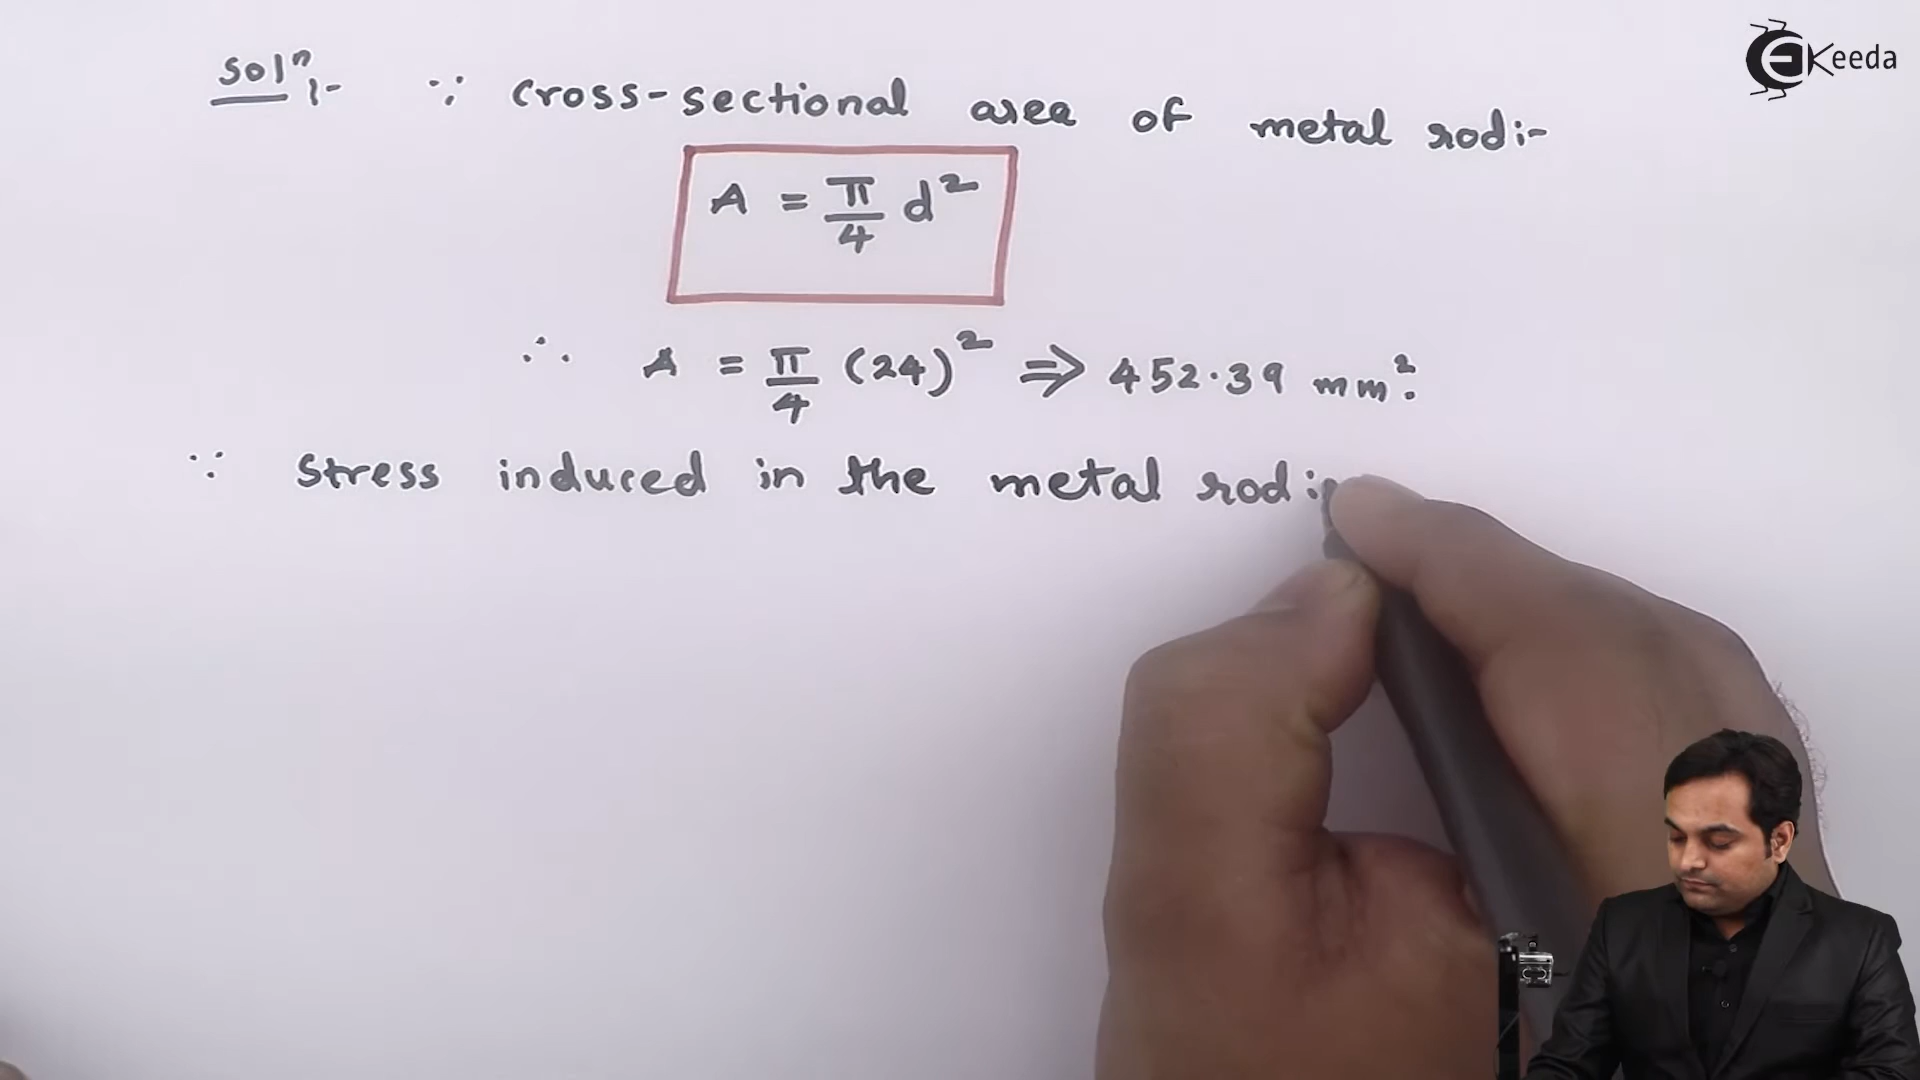 Solⁿ :- ∵ cross-sectional area of metal rod:-
A = π/4 d²
∴ A = π/4 (24)² ⇒ 452.39 mm².
∵ stress induced in the metal rod:-
EKeeda